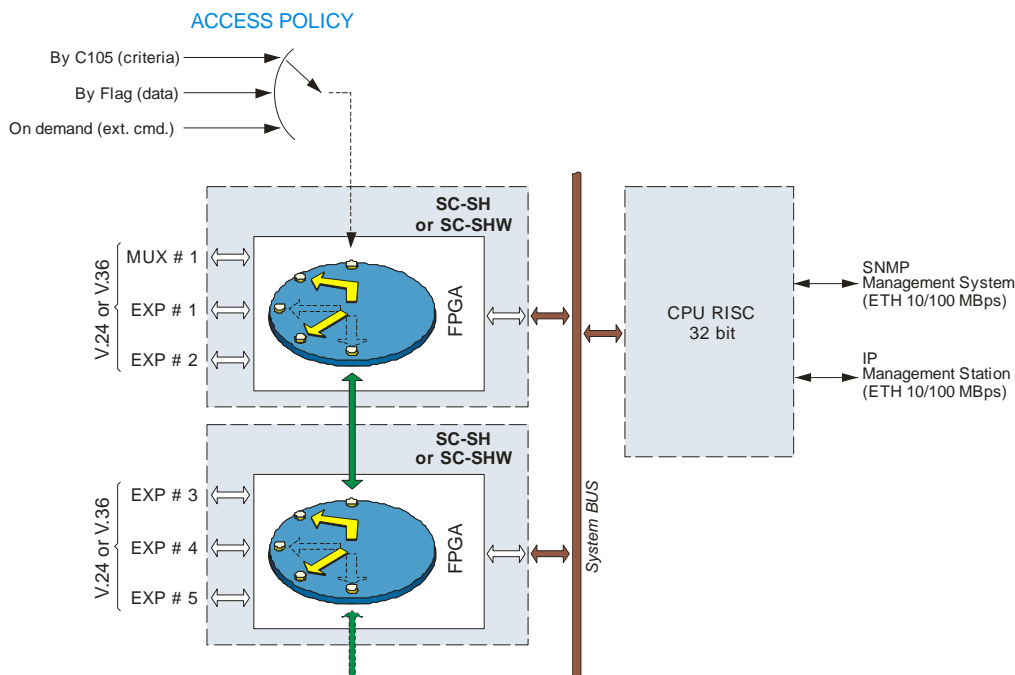 ACCESS POLICY
By C105 (criteria)
By Flag (data)
On demand (ext. cmd.)
SC-SH
or SC-SHW
V.24 or V.36
MUX # 1
EXP # 1
EXP # 2
FPGA
CPU RISC
32 bit
SNMP
Management System
(ETH 10/100 MBps)
IP
Management Station
(ETH 10/100 MBps)
SC-SH
or SC-SHW
V.24 or V.36
EXP # 3
EXP # 4
EXP # 5
FPGA
System BUS